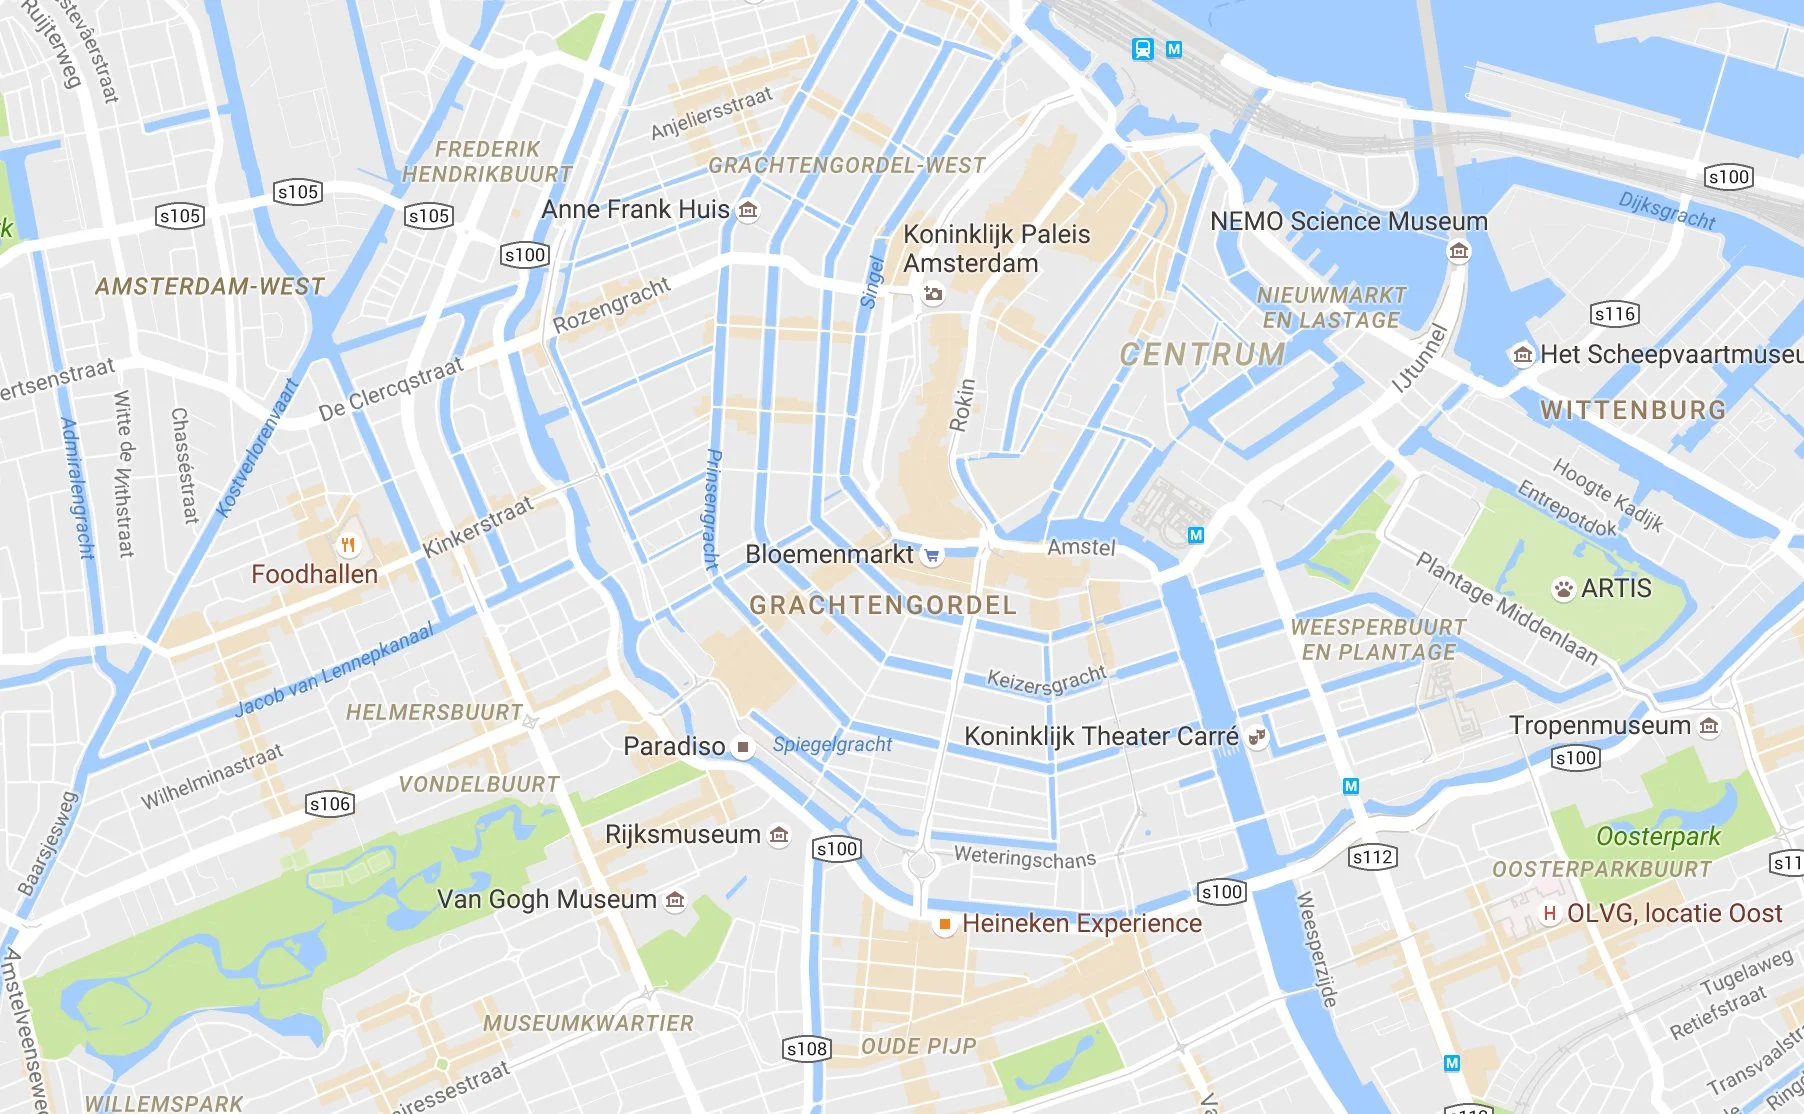 Ruijterweg
FREDERIK
HENDRIKBUURT
Anjeliersstraat
GRACHTENGORDEL-WEST
M
s100
Dijksgracht
s105
s105
s105
Anne Frank Huis
Koninklijk Paleis
Amsterdam
NEMO Science Museum
s100
AMSTERDAM-WEST
Singel
NIEUWMARKT
EN LASTAGE
s116
Rozengracht
CENTRUM
IJtunnel
Het Scheepvaartmuseu
ertsenstraat
De Clercqstraat
Rokin
WITTENBURG
Admiralengracht
Witte de Withstraat
Chasséstraat
Kostverlorenvaart
Prinsengracht
Hoogte Kadijk
Entrepotdok
Kinkerstraat
M
Foodhallen
Bloemenmarkt
Amstel
Plantage Middenlaan
ARTIS
GRACHTENGORDEL
WEESPERBUURT
EN PLANTAGE
Jacob van Lennepkanaal
Keizersgracht
HELMERSBUURT
Paradiso
Spiegelgracht
Koninklijk Theater Carré
Tropenmuseum
s100
Wilhelminastraat
VONDELBUURT
s106
M
Baarsjesweg
Rijksmuseum
s100
Weteringschans
s112
Oosterpark
OOSTERPARKBUURT
s11
Van Gogh Museum
s100
Heineken Experience
Weesperzijde
H
OLVG, locatie Oost
Amstelveenseweg
Tugelaweg
Retiefstraat
MUSEUMKWARTIER
s108
OUDE PIJP
M
Transvaalstra
WILLEMSPARK
iressestraat